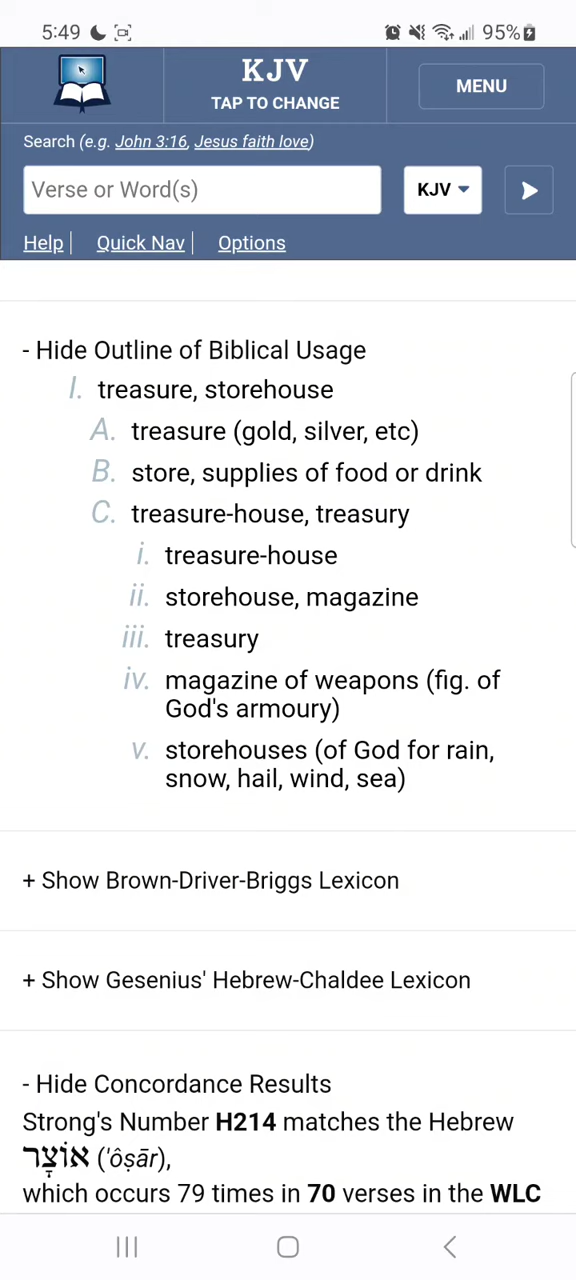 5:49 95%
KJV
TAP TO CHANGE
MENU
Search (e.g. John 3:16, Jesus faith love)
Verse or Word(s)
KJV
Help | Quick Nav | Options
- Hide Outline of Biblical Usage
I. treasure, storehouse
A. treasure (gold, silver, etc)
B. store, supplies of food or drink
C. treasure-house, treasury
i. treasure-house
ii. storehouse, magazine
iii. treasury
iv. magazine of weapons (fig. of
God's armoury)
v. storehouses (of God for rain,
snow, hail, wind, sea)
+ Show Brown-Driver-Briggs Lexicon
+ Show Gesenius' Hebrew-Chaldee Lexicon
- Hide Concordance Results
Strong's Number H214 matches the Hebrew
אוֹצָר ('ôṣār),
which occurs 79 times in 70 verses in the WLC